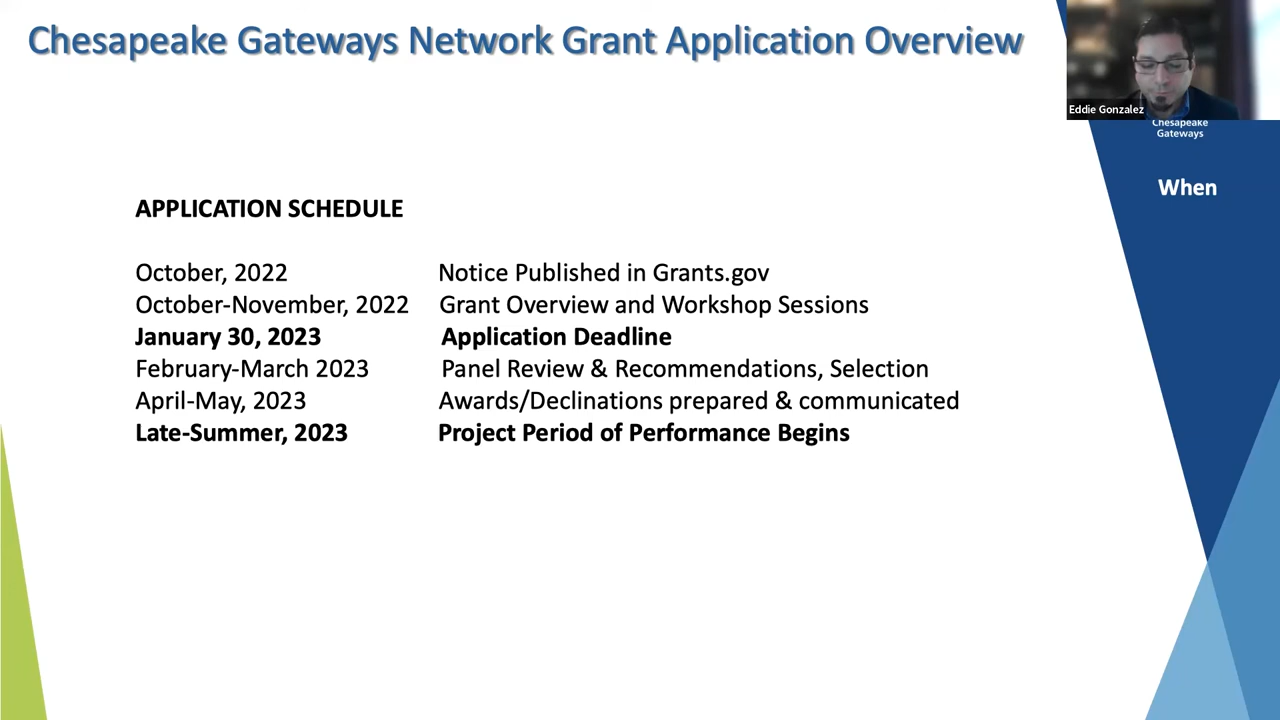 Chesapeake Gateways Network Grant Application Overview
Eddie Gonzalez
Chesapeake
Gateways
When
APPLICATION SCHEDULE
October, 2022 Notice Published in Grants.gov
October-November, 2022 Grant Overview and Workshop Sessions
January 30, 2023 Application Deadline
February-March 2023 Panel Review & Recommendations, Selection
April-May, 2023 Awards/Declinations prepared & communicated
Late-Summer, 2023 Project Period of Performance Begins